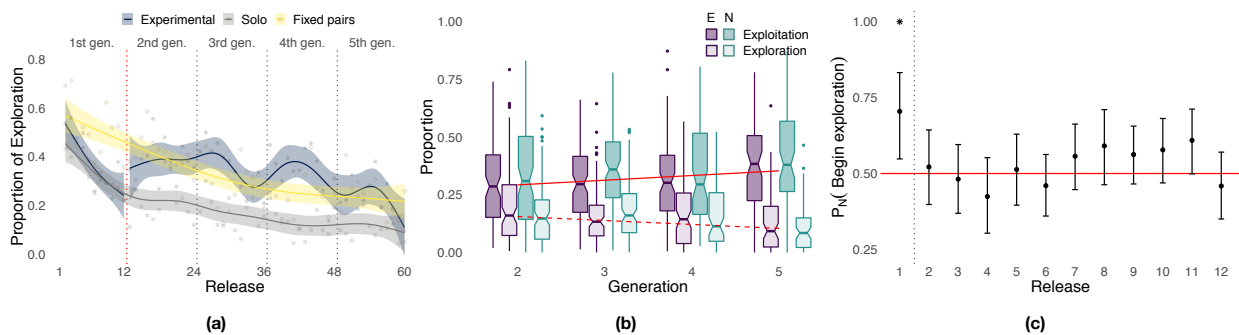 Experimental Solo Fixed pairs
1st gen. 2nd gen. 3rd gen. 4th gen. 5th gen.
Proportion of Exploration
0.8
0.6
0.4
0.2
0.0
1 12 24 36 48 60
Release
(a)
E N
Exploitation
Exploration
Proportion
1.00
0.75
0.50
0.25
0.00
2 3 4 5
Generation
(b)
P_N( Begin exploration)
1.00
*
0.75
0.50
0.25
1 2 3 4 5 6 7 8 9 10 11 12
Release
(c)